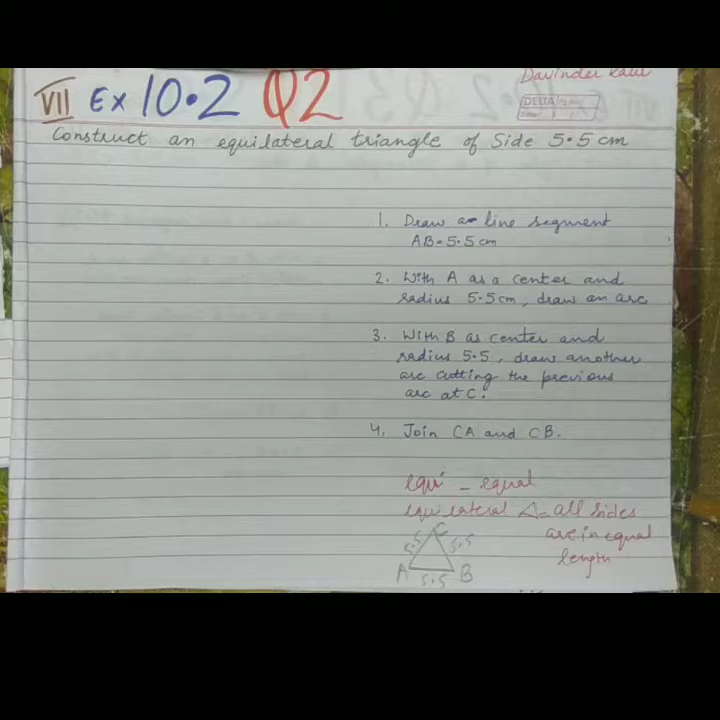 Davinder Kaur
VII Ex 10.2 Q2
DELTA
Construct an equilateral triangle of Side 5.5 cm
1. Draw a line segment
AB = 5.5 cm
2. With A as a center and
radius 5.5 cm, draw an arc
3. With B as center and
radius 5.5, draw another
arc cutting the previous
arc at C.
4. Join CA and CB.
equi - equal
equilateral △ = all sides
are in equal
length
C
5.5 5.5
A B
5.5